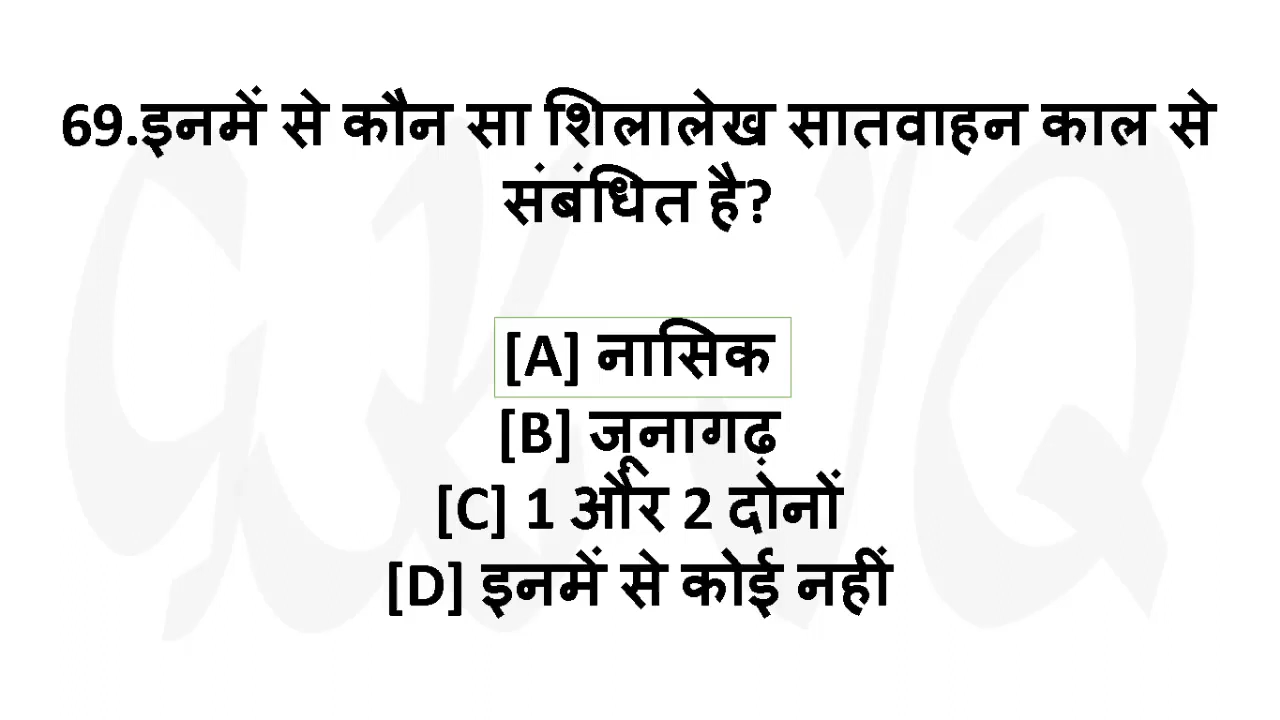 69.इनमें से कौन सा शिलालेख सातवाहन काल से
संबंधित है?
[A] नासिक
[B] जूनागढ़
[C] 1 और 2 दोनों
[D] इनमें से कोई नहीं